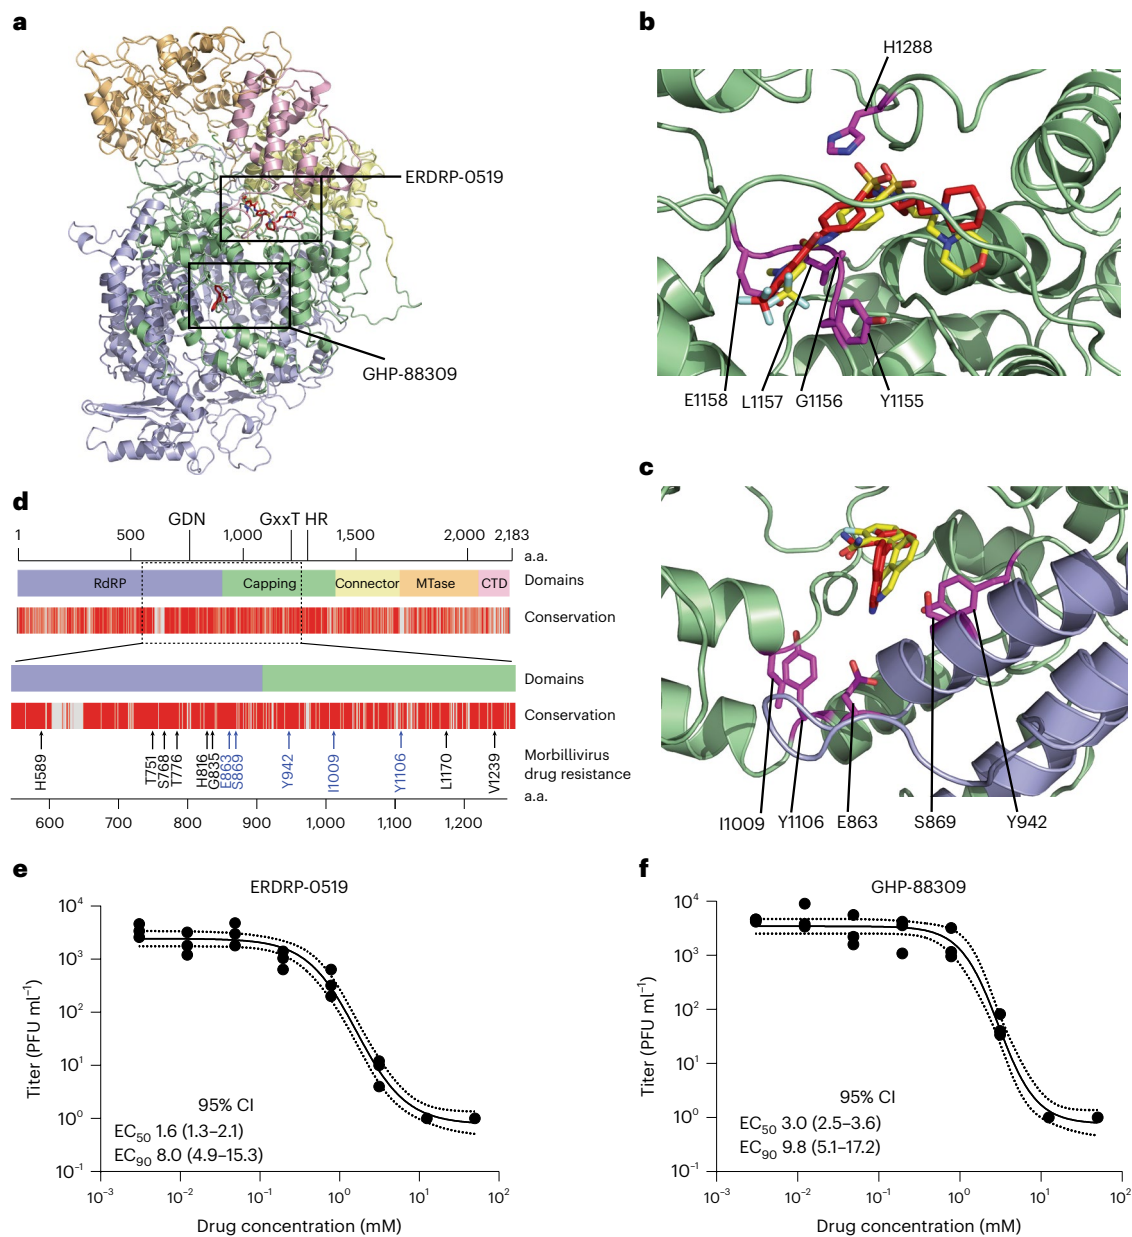 a
ERDRP-0519
GHP-88309
b
H1288
E1158 L1157 G1156 Y1155
c
I1009 Y1106 E863 S869 Y942
d
GDN GxxT HR
1 500 1,000 1,500 2,000 2,183
a.a.
RdRP Capping Connector MTase CTD Domains
Conservation
Domains
Conservation
H589 T751 S768 T776 H816 G835 E863 S869 Y942 I1009 Y1106 L1170 V1239
Morbillivirus
drug resistance
a.a.
600 700 800 900 1,000 1,100 1,200
e
ERDRP-0519
Titer (PFU ml⁻¹)
10⁴
10³
10²
10¹
10⁰
10⁻¹
95% CI
EC₅₀ 1.6 (1.3–2.1)
EC₉₀ 8.0 (4.9–15.3)
10⁻³ 10⁻² 10⁻¹ 10⁰ 10¹ 10²
Drug concentration (mM)
f
GHP-88309
Titer (PFU ml⁻¹)
10⁴
10³
10²
10¹
10⁰
10⁻¹
95% CI
EC₅₀ 3.0 (2.5–3.6)
EC₉₀ 9.8 (5.1–17.2)
10⁻³ 10⁻² 10⁻¹ 10⁰ 10¹ 10²
Drug concentration (mM)